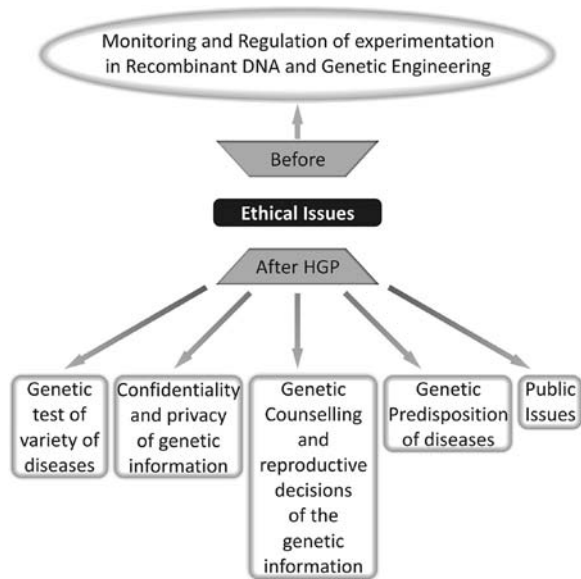 Monitoring and Regulation of experimentation
in Recombinant DNA and Genetic Engineering
Before
Ethical Issues
After HGP
Genetic
test of
variety of
diseases
Confidentiality
and privacy
of genetic
information
Genetic
Counselling
and
reproductive
decisions
of the
genetic
information
Genetic
Predisposition
of diseases
Public
Issues